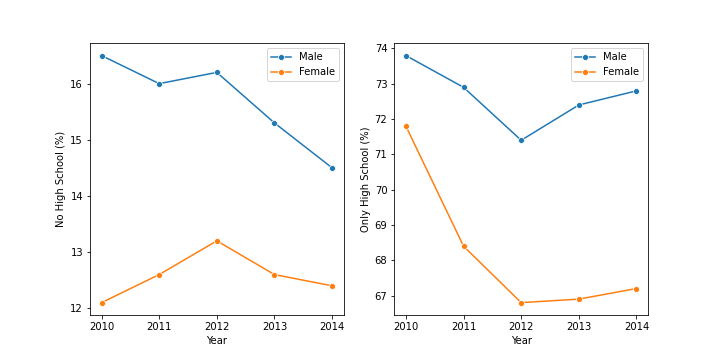 No High School (%)
16
15
14
13
12
2010 2011 2012 2013 2014
Year
Male
Female
Only High School (%)
74
73
72
71
70
69
68
67
2010 2011 2012 2013 2014
Year
Male
Female